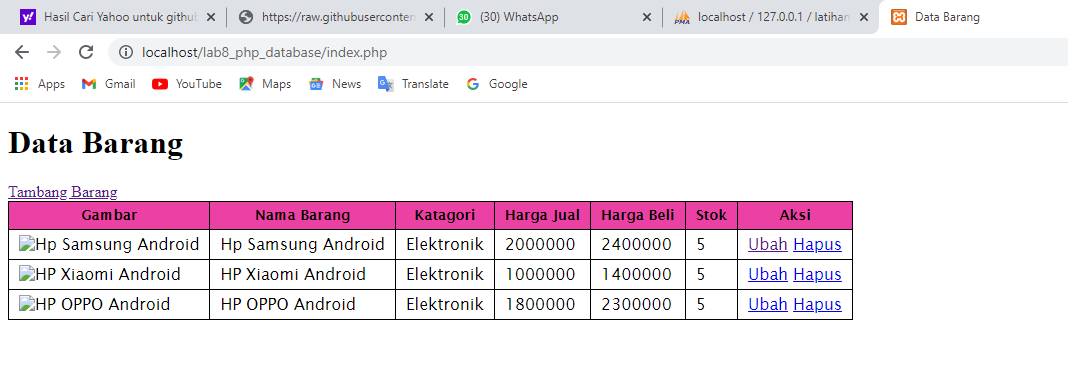 Hasil Cari Yahoo untuk github
https://raw.githubusercontent
(30) WhatsApp
localhost / 127.0.0.1 / latihan
Data Barang
localhost/lab8_php_database/index.php
Apps Gmail YouTube Maps News Translate Google
Data Barang
Tambang Barang
Gambar Nama Barang Katagori Harga Jual Harga Beli Stok Aksi
Hp Samsung Android Hp Samsung Android Elektronik 2000000 2400000 5 Ubah Hapus
HP Xiaomi Android HP Xiaomi Android Elektronik 1000000 1400000 5 Ubah Hapus
HP OPPO Android HP OPPO Android Elektronik 1800000 2300000 5 Ubah Hapus